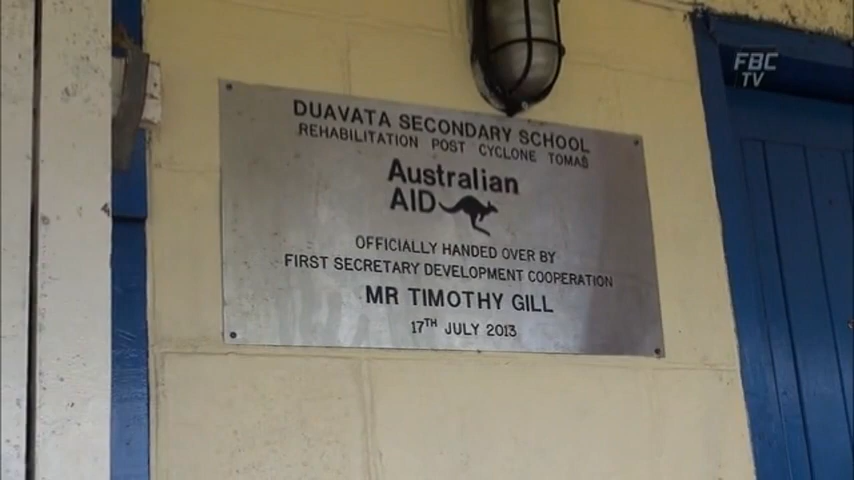 FBC
TV
DUAVATA SECONDARY SCHOOL
REHABILITATION POST CYCLONE TOMAS
Australian
AID
OFFICIALLY HANDED OVER BY
FIRST SECRETARY DEVELOPMENT COOPERATION
MR TIMOTHY GILL
17TH JULY 2013